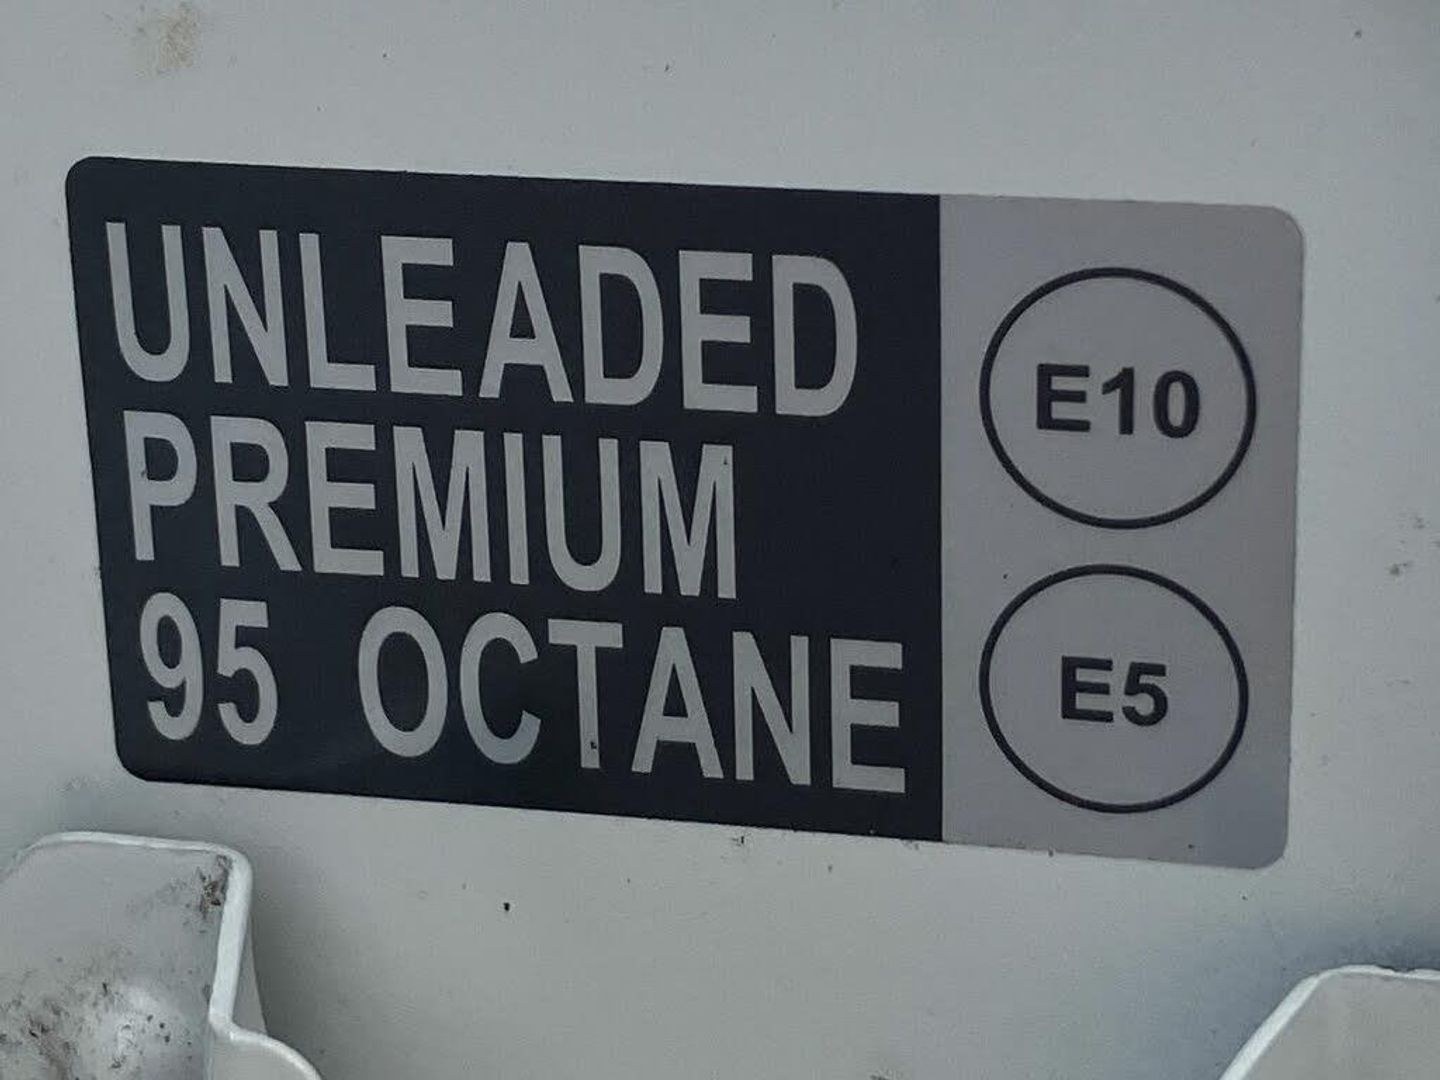 UNLEADED
PREMIUM
95 OCTANE
E10
E5